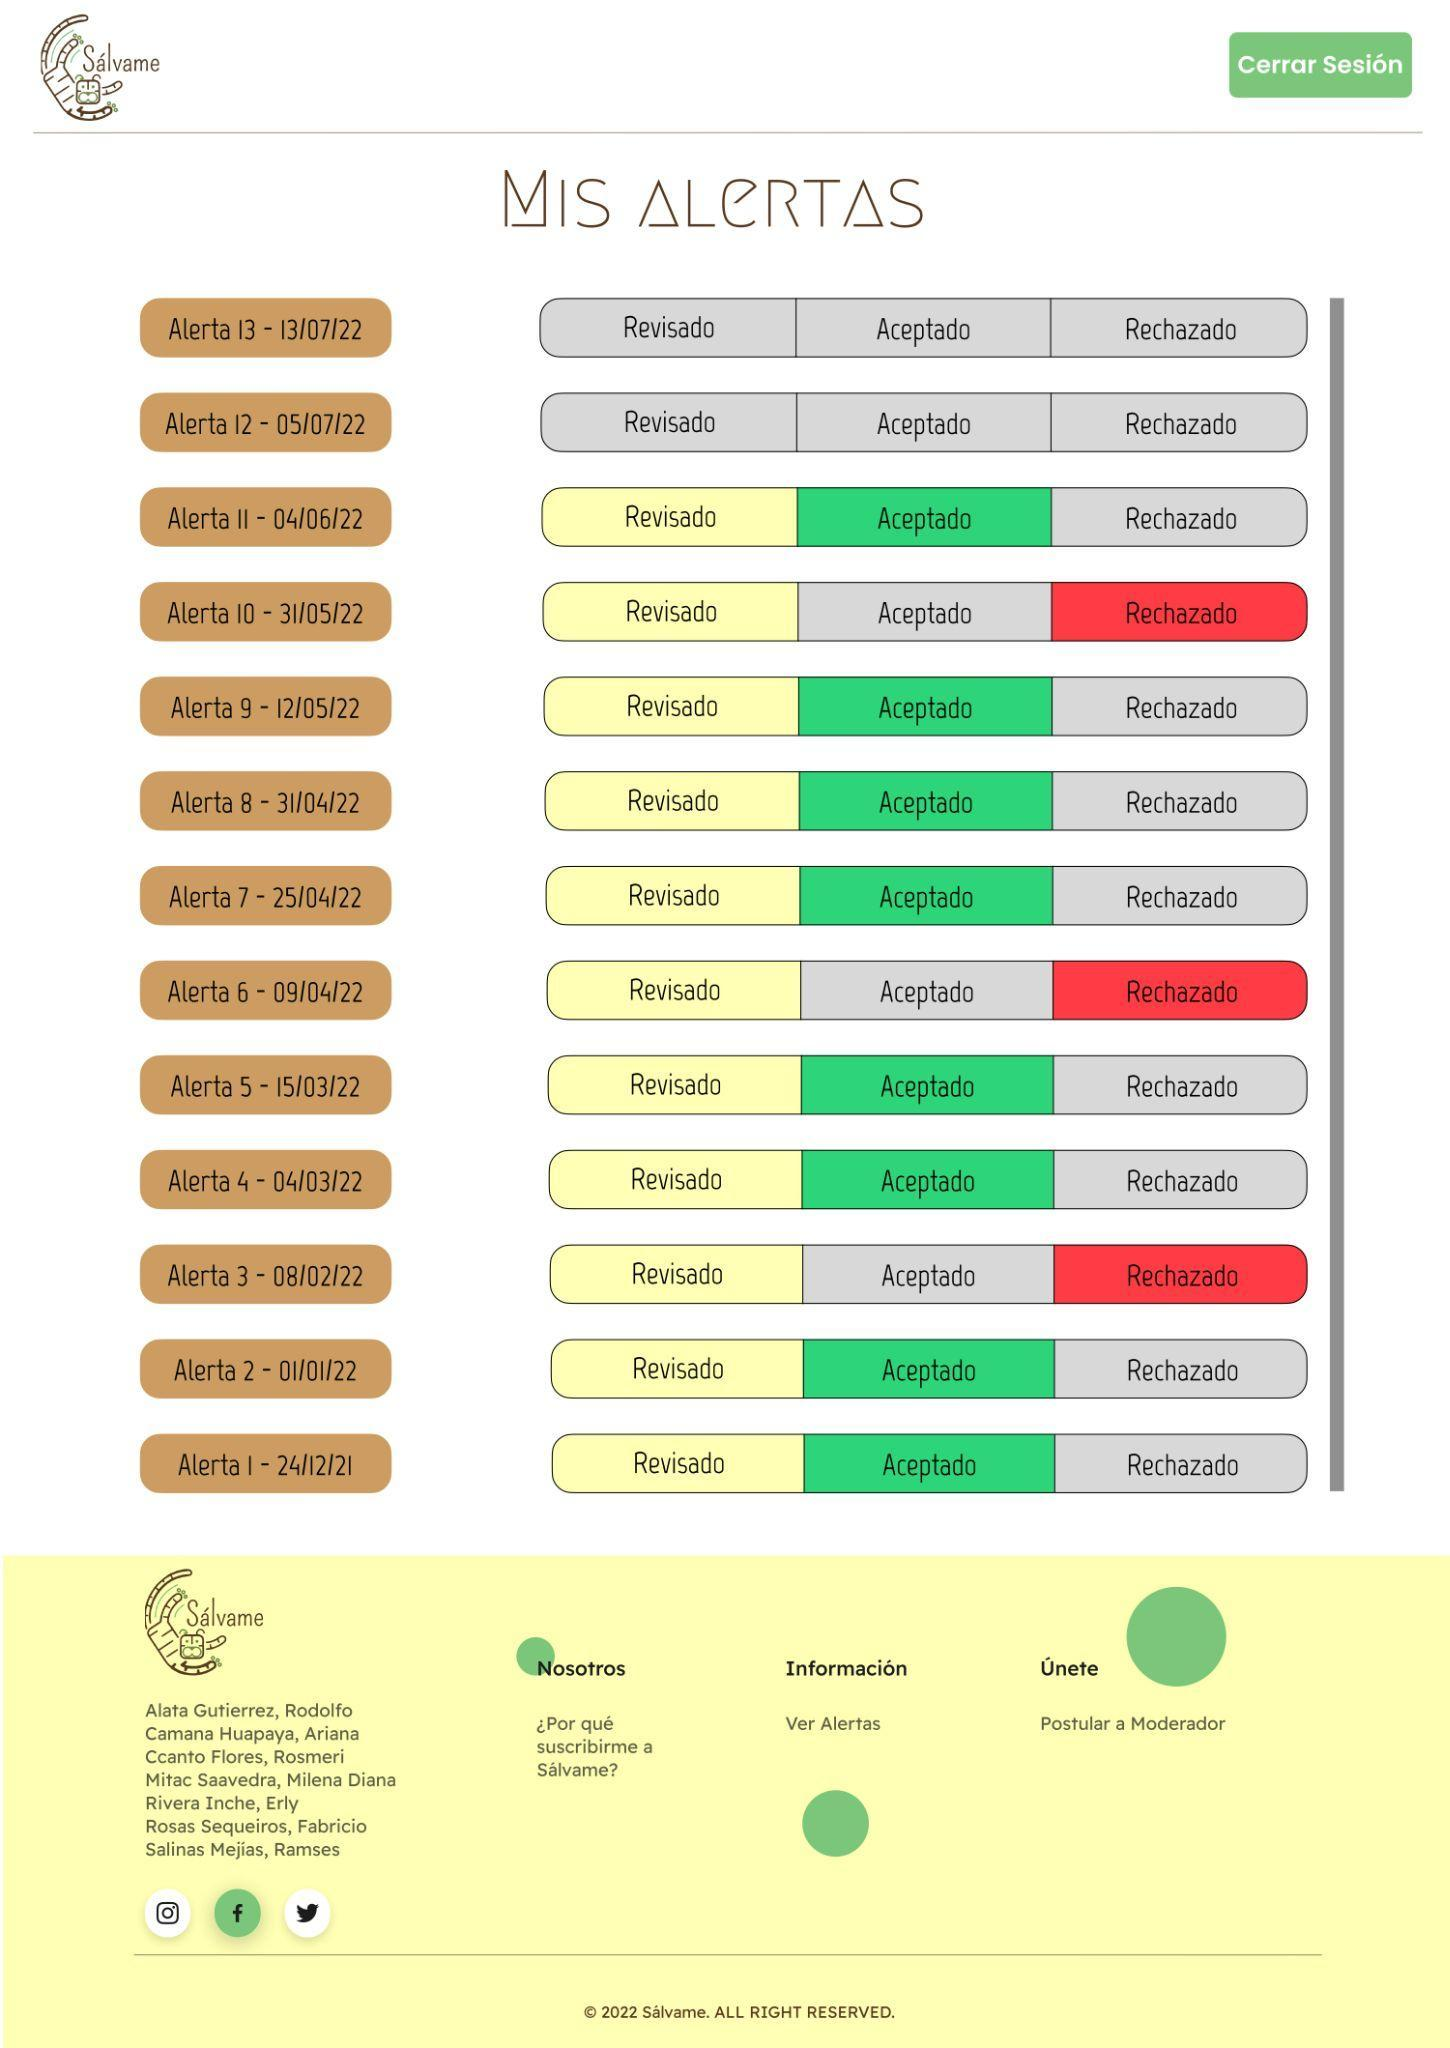 Sálvame
Cerrar Sesión
Mis alertas
Alerta 13 - 13/07/22 Revisado Aceptado Rechazado
Alerta 12 - 05/07/22 Revisado Aceptado Rechazado
Alerta 11 - 04/06/22 Revisado Aceptado Rechazado
Alerta 10 - 31/05/22 Revisado Aceptado Rechazado
Alerta 9 - 12/05/22 Revisado Aceptado Rechazado
Alerta 8 - 31/04/22 Revisado Aceptado Rechazado
Alerta 7 - 25/04/22 Revisado Aceptado Rechazado
Alerta 6 - 09/04/22 Revisado Aceptado Rechazado
Alerta 5 - 15/03/22 Revisado Aceptado Rechazado
Alerta 4 - 04/03/22 Revisado Aceptado Rechazado
Alerta 3 - 08/02/22 Revisado Aceptado Rechazado
Alerta 2 - 01/01/22 Revisado Aceptado Rechazado
Alerta 1 - 24/12/21 Revisado Aceptado Rechazado
Sálvame
Alata Gutierrez, Rodolfo
Camana Huapaya, Ariana
Ccanto Flores, Rosmeri
Mitac Saavedra, Milena Diana
Rivera Inche, Erly
Rosas Sequeiros, Fabricio
Salinas Mejías, Ramses
Nosotros
¿Por qué
suscribirme a
Sálvame?
Información
Ver Alertas
Únete
Postular a Moderador
© 2022 Sálvame. ALL RIGHT RESERVED.